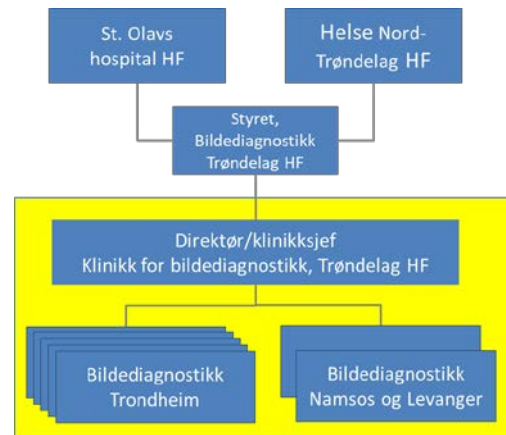 St. Olavs
hospital HF
Helse Nord-
Trøndelag HF
Styret,
Bildediagnostikk
Trøndelag HF
Direktør/klinikksjef
Klinikk for bildediagnostikk, Trøndelag HF
Bildediagnostikk
Trondheim
Bildediagnostikk
Namsos og Levanger